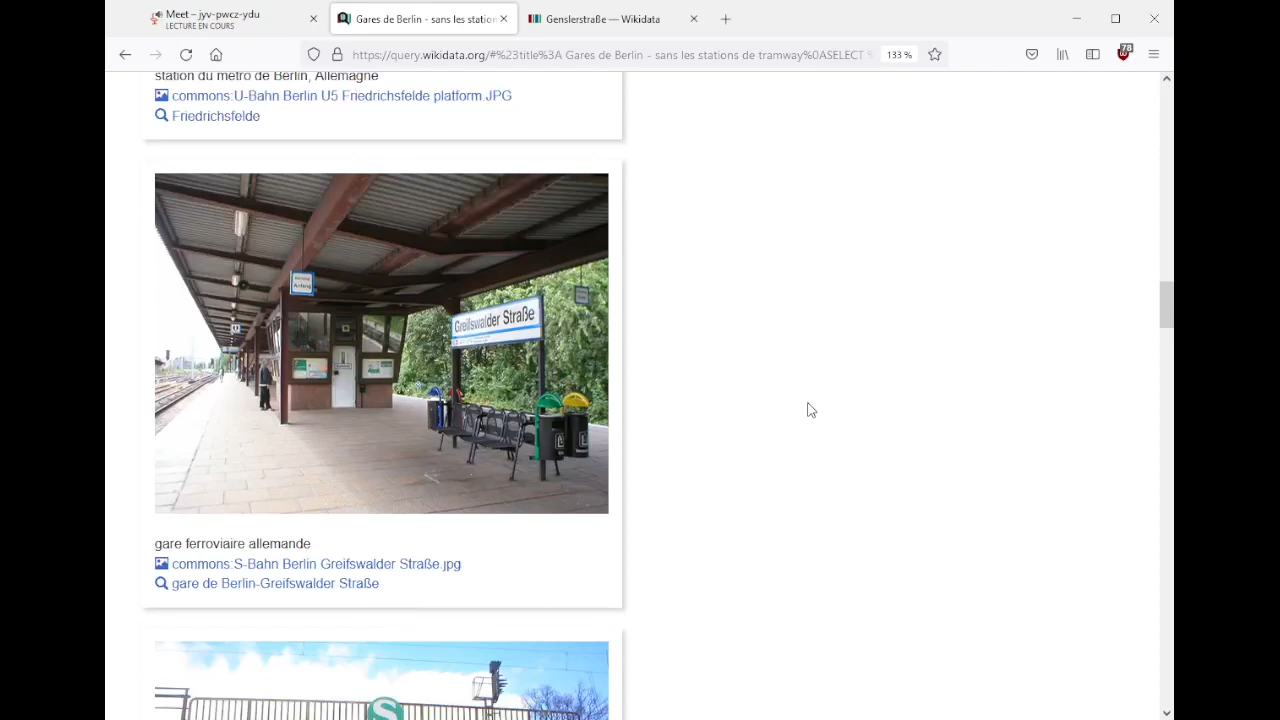 Meet – jyv-pwcz-ydu
LECTURE EN COURS
Gares de Berlin - sans les station
Genslerstraße — Wikidata
https://query.wikidata.org/#%23title%3A Gares de Berlin - sans les stations de tramway%0ASELECT %
133 %
78
station du métro de Berlin, Allemagne
commons:U-Bahn Berlin U5 Friedrichsfelde platform.JPG
Friedrichsfelde
Anfang
Greifswalder Straße
gare ferroviaire allemande
commons:S-Bahn Berlin Greifswalder Straße.jpg
gare de Berlin-Greifswalder Straße
S